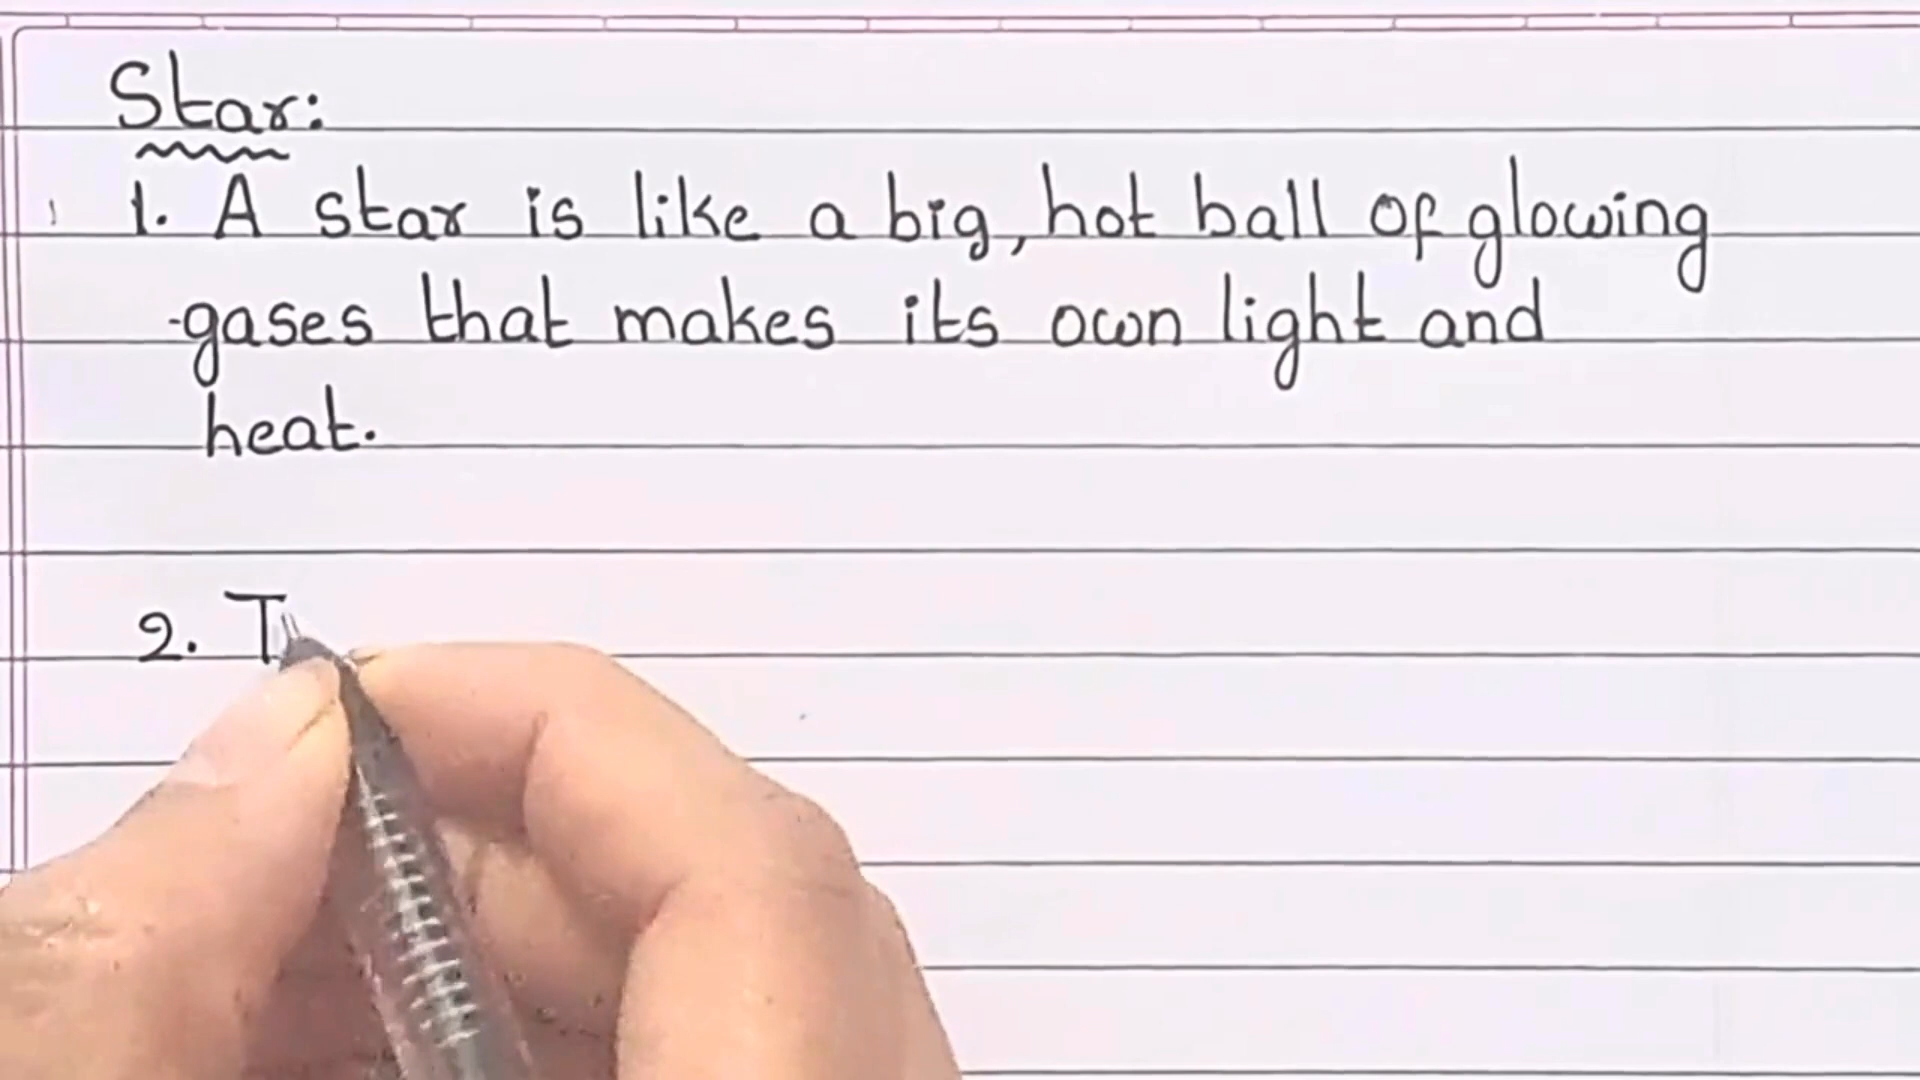 Star:
1. A star is like a big, hot ball of glowing
gases that makes its own light and
heat.
2. T